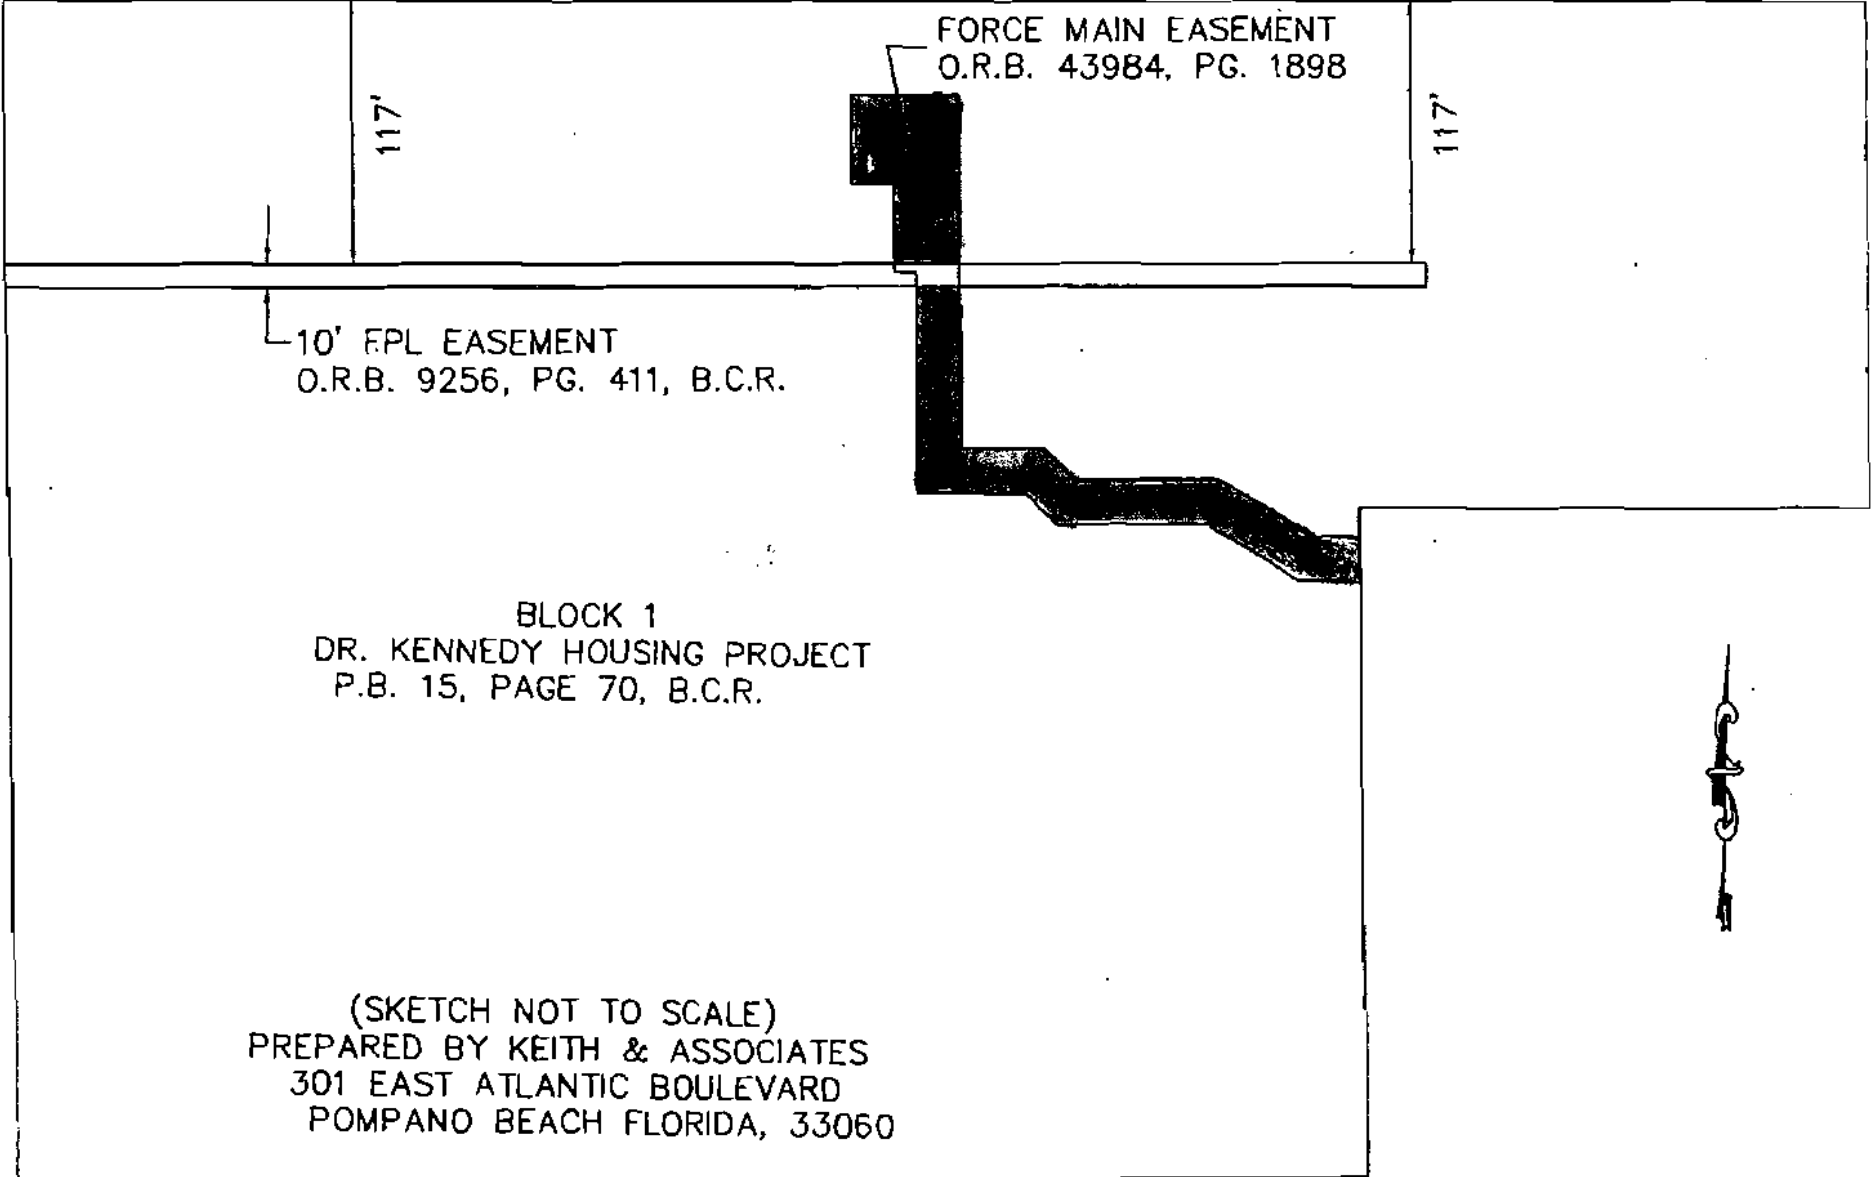 FORCE MAIN EASEMENT
O.R.B. 43984, PG. 1898
117'
117'
10' FPL EASEMENT
O.R.B. 9256, PG. 411, B.C.R.
BLOCK 1
DR. KENNEDY HOUSING PROJECT
P.B. 15, PAGE 70, B.C.R.
(SKETCH NOT TO SCALE)
PREPARED BY KEITH & ASSOCIATES
301 EAST ATLANTIC BOULEVARD
POMPANO BEACH FLORIDA, 33060